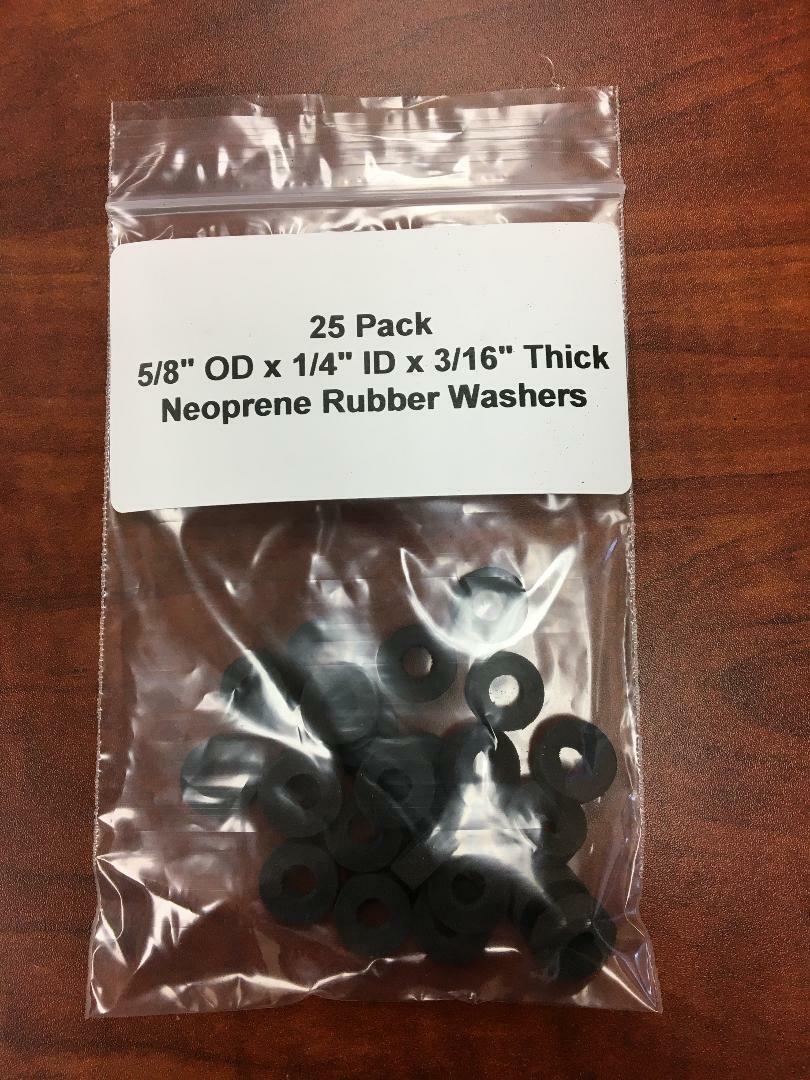 25 Pack
5/8" OD x 1/4" ID x 3/16" Thick
Neoprene Rubber Washers